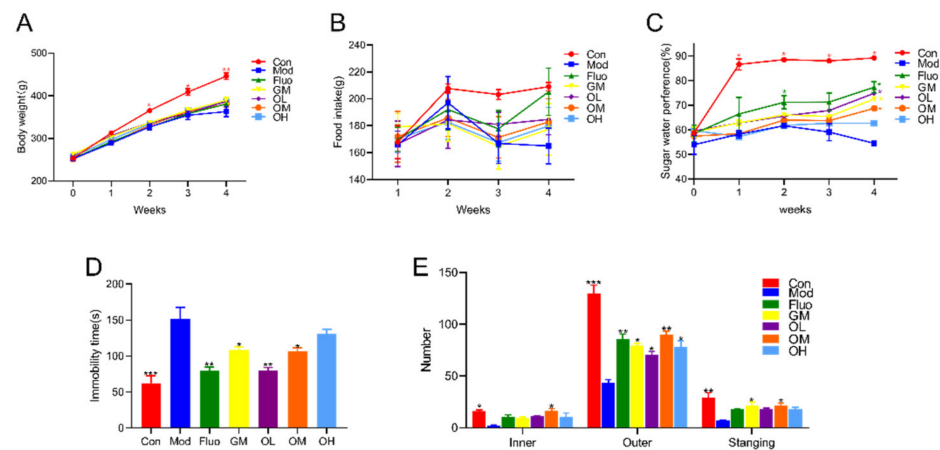 A
Body weight(g)
500
400
300
200
0 1 2 3 4
Weeks
**
*
*
Con
Mod
Fluo
GM
OL
OM
OH
B
Food intake(g)
240
220
200
180
160
140
1 2 3 4
Weeks
Con
Mod
Fluo
GM
OL
OM
OH
C
Sugar water perference(%)
100
90
80
70
60
50
40
0 1 2 3 4
weeks
* * * *
*
*
*
*
Con
Mod
Fluo
GM
OL
OM
OH
D
Immobility time(s)
200
150
100
50
0
*** ** * ** *
Con Mod Fluo GM OL OM OH
E
Number
150
100
50
0
* *
*** ** * * ** *
** * *
Inner Outer Stanging
Con
Mod
Fluo
GM
OL
OM
OH